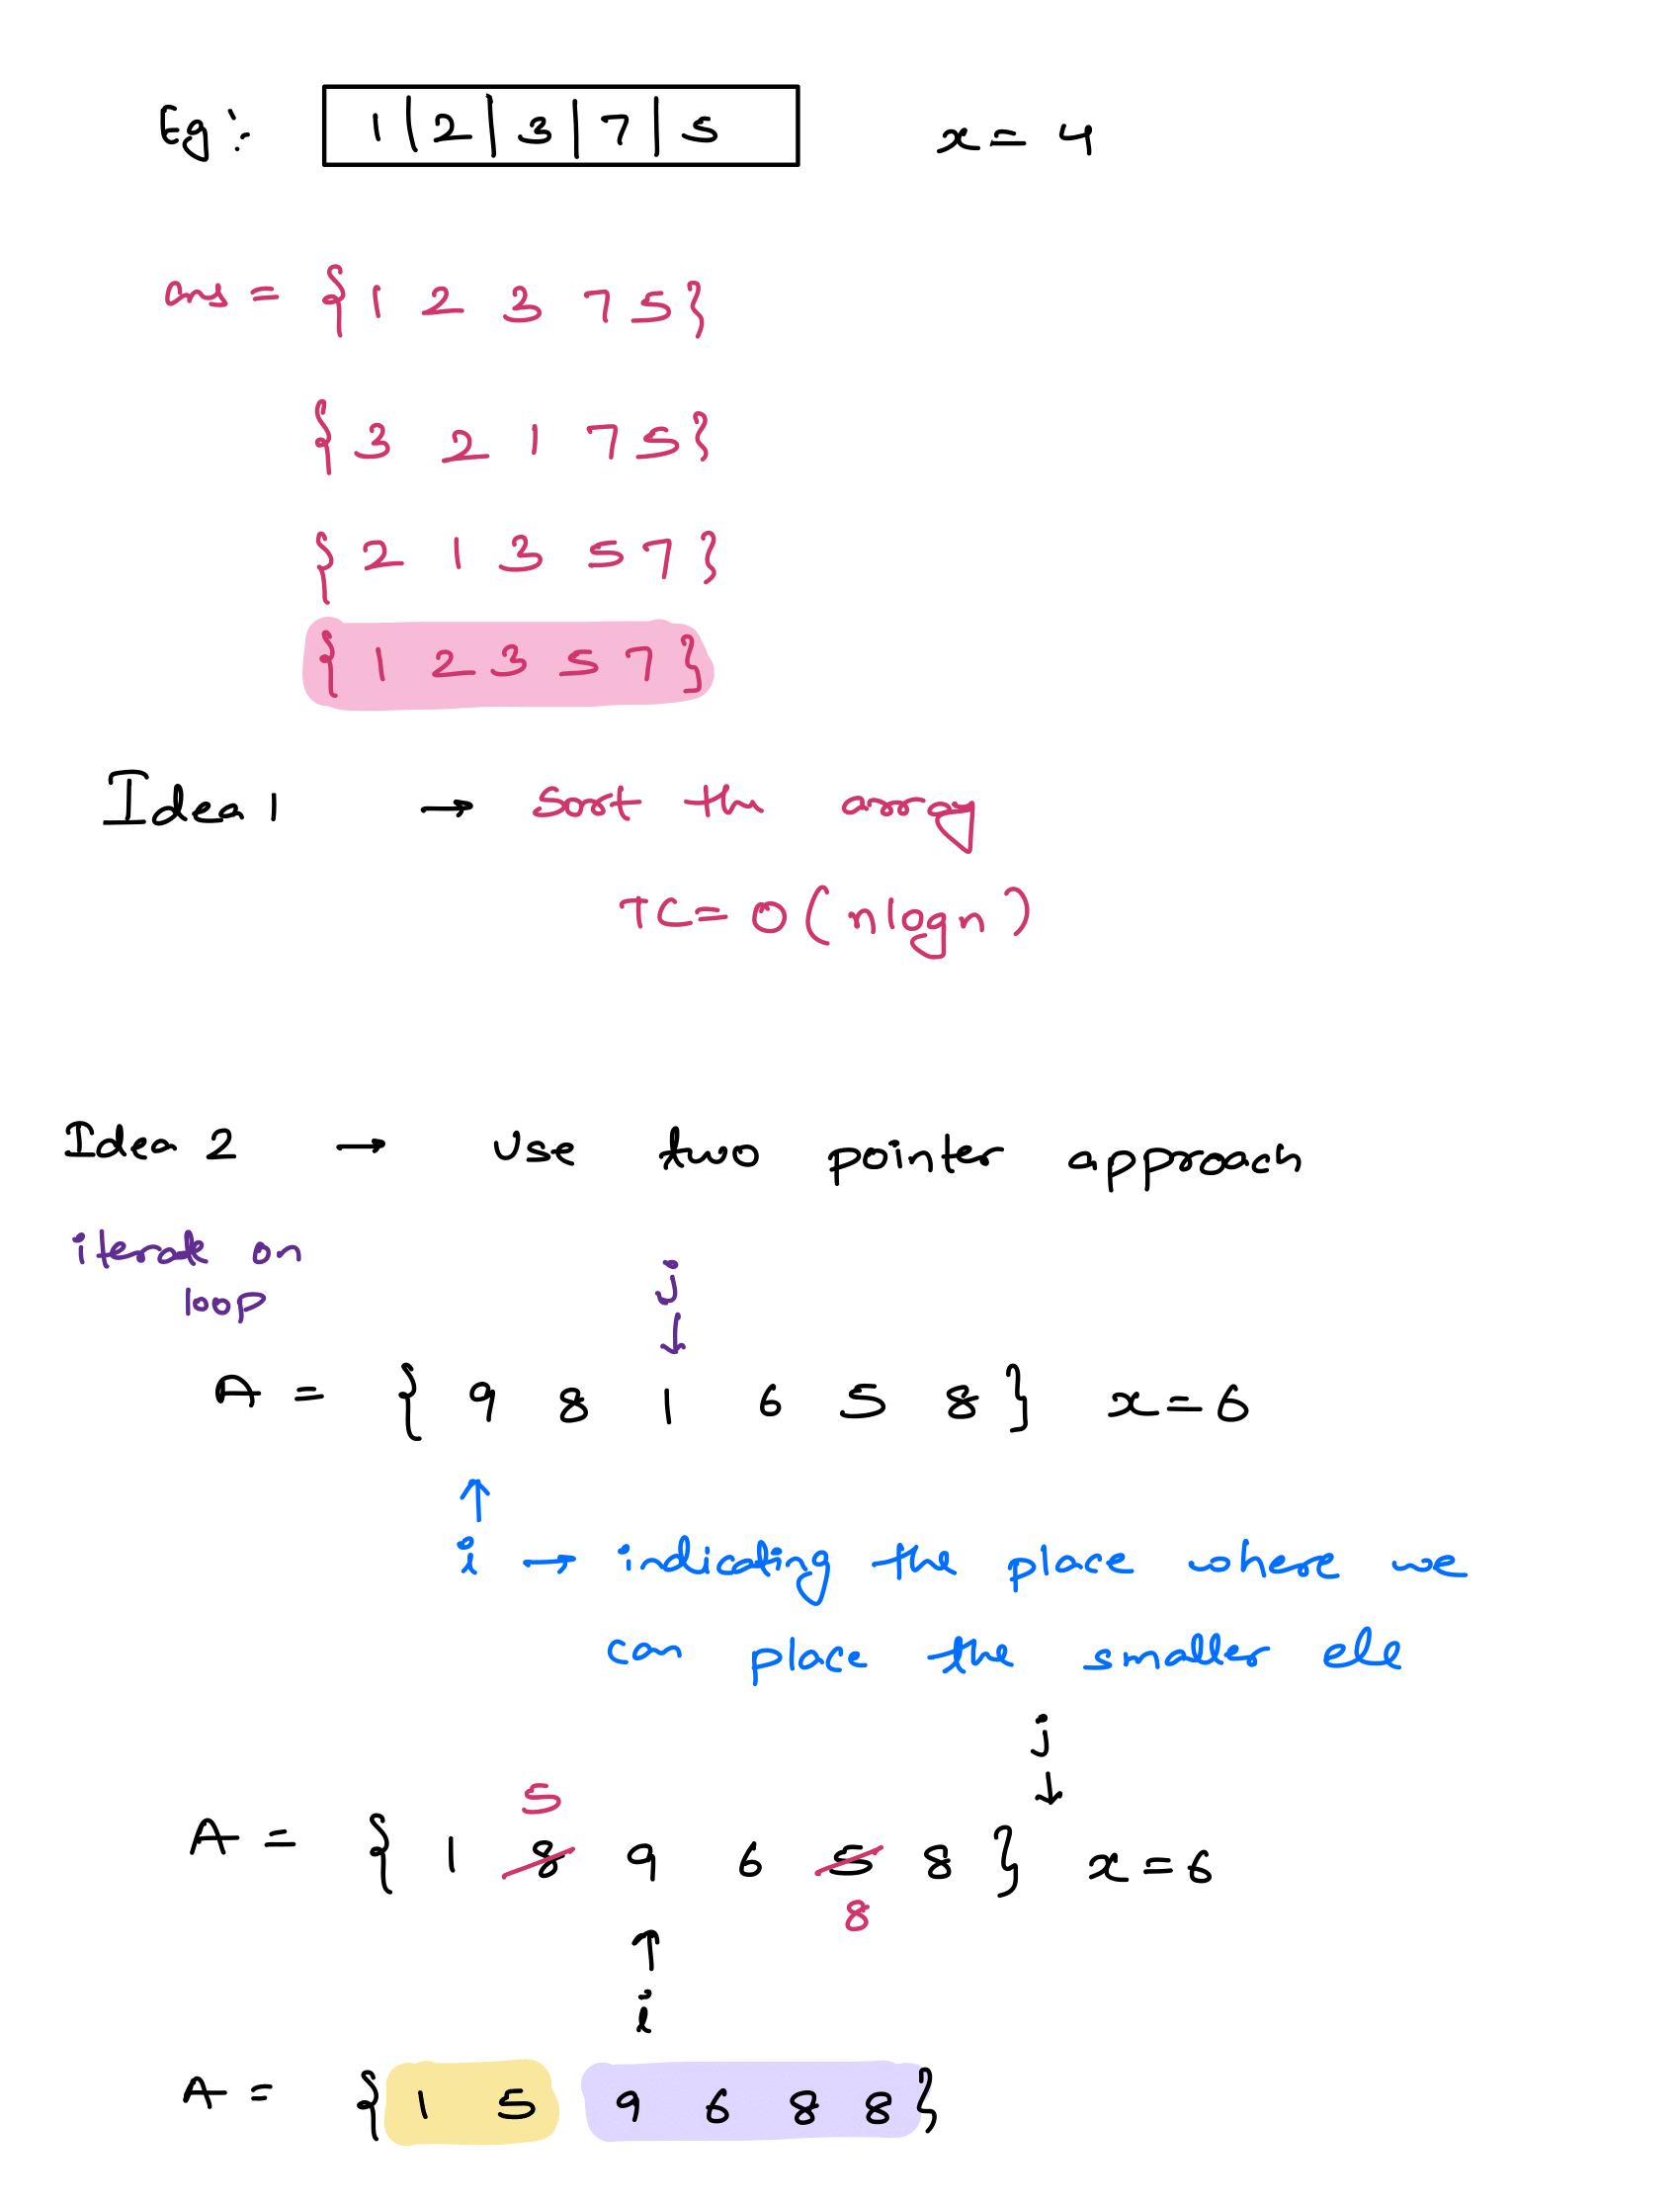 Eg:- 1 | 2 | 3 | 7 | 5 x = 4
ans = { 1 2 3 7 5 }
{ 3 2 1 7 5 }
{ 2 1 3 5 7 }
{ 1 2 3 5 7 }
Idea 1 → Sort the array
TC = O ( nlogn )
Idea 2 → Use two pointer approach
iterate on
loop
j
↓
A = { 9 8 1 6 5 8 } x = 6
↑
i → indicating the place where we
can place the smaller ele
j
↓
5
A = { 1 8 9 6 5 8 } x = 6
8
↑
i
A = { 1 5 9 6 8 8 }